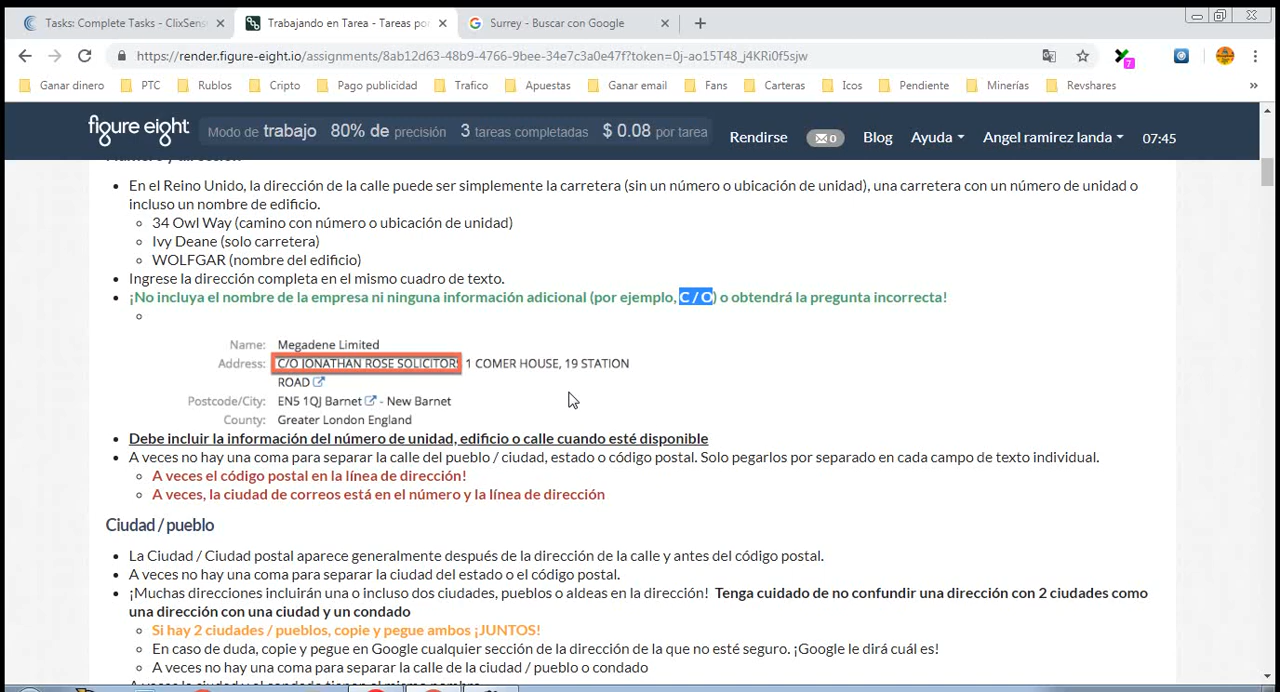 Tasks: Complete Tasks - ClixSens
Trabajando en Tarea - Tareas por
Surrey - Buscar con Google
https://render.figure-eight.io/assignments/8ab12d63-48b9-4766-9bee-34e7c3a0e47f?token=0j-ao15T48_j4KRi0f5sjw
7
Ganar dinero PTC Rublos Cripto Pago publicidad Trafico Apuestas Ganar email Fans Carteras Icos Pendiente Minerías Revshares »
figure eight Modo de trabajo 80% de precisión 3 tareas completadas $ 0.08 por tarea Rendirse 0 Blog Ayuda Angel ramirez landa 07:45
Número y dirección
En el Reino Unido, la dirección de la calle puede ser simplemente la carretera (sin un número o ubicación de unidad), una carretera con un número de unidad o
incluso un nombre de edificio.
34 Owl Way (camino con número o ubicación de unidad)
Ivy Deane (solo carretera)
WOLFGAR (nombre del edificio)
Ingrese la dirección completa en el mismo cuadro de texto.
¡No incluya el nombre de la empresa ni ninguna información adicional (por ejemplo, C / O) o obtendrá la pregunta incorrecta!
Name: Megadene Limited
Address: C/O JONATHAN ROSE SOLICITORS 1 COMER HOUSE, 19 STATION
ROAD
Postcode/City: EN5 1QJ Barnet - New Barnet
County: Greater London England
Debe incluir la información del número de unidad, edificio o calle cuando esté disponible
A veces no hay una coma para separar la calle del pueblo / ciudad, estado o código postal. Solo pegarlos por separado en cada campo de texto individual.
A veces el código postal en la línea de dirección!
A veces, la ciudad de correos está en el número y la línea de dirección
Ciudad / pueblo
La Ciudad / Ciudad postal aparece generalmente después de la dirección de la calle y antes del código postal.
A veces no hay una coma para separar la ciudad del estado o el código postal.
¡Muchas direcciones incluirán una o incluso dos ciudades, pueblos o aldeas en la dirección! Tenga cuidado de no confundir una dirección con 2 ciudades como
una dirección con una ciudad y un condado
Si hay 2 ciudades / pueblos, copie y pegue ambos ¡JUNTOS!
En caso de duda, copie y pegue en Google cualquier sección de la dirección de la que no esté seguro. ¡Google le dirá cuál es!
A veces no hay una coma para separar la calle de la ciudad / pueblo o condado
A veces la ciudad y el condado tienen el mismo nombre